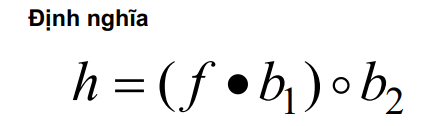 Định nghĩa
h = (f • b₁) ∘ b₂